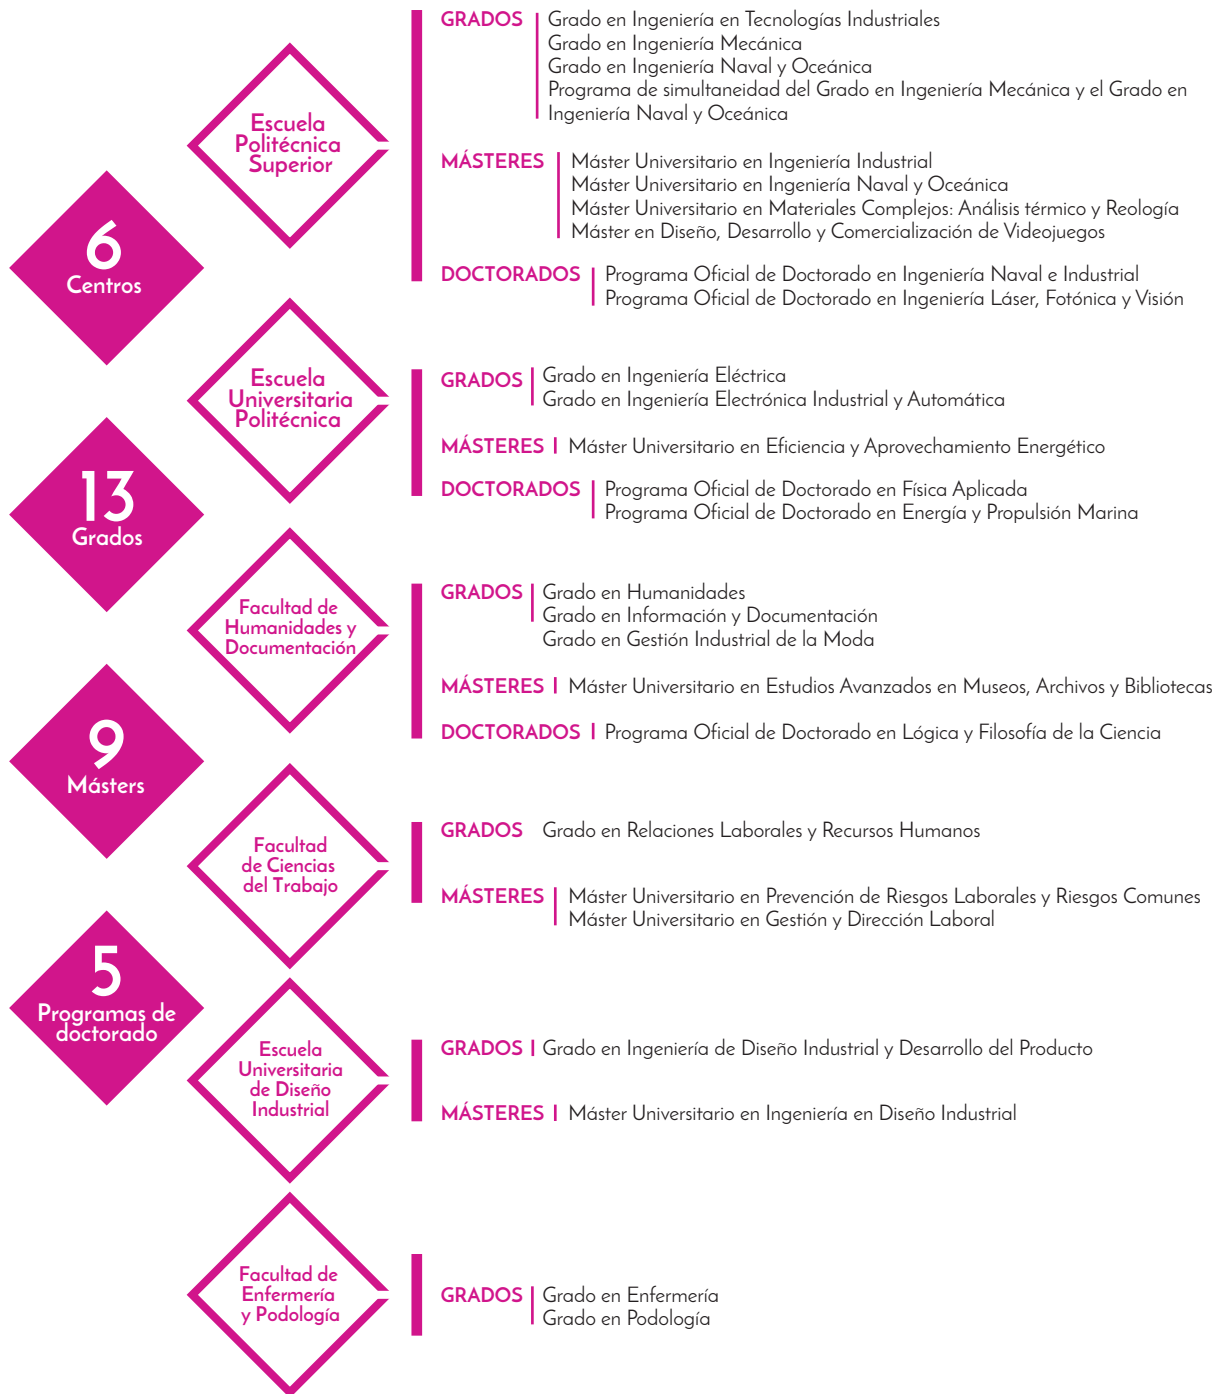 6
Centros
13
Grados
9
Másters
5
Programas de
doctorado
Escuela
Politécnica
Superior
GRADOS
Grado en Ingeniería en Tecnologías Industriales
Grado en Ingeniería Mecánica
Grado en Ingeniería Naval y Oceánica
Programa de simultaneidad del Grado en Ingeniería Mecánica y el Grado en
Ingeniería Naval y Oceánica
MÁSTERES
Máster Universitario en Ingeniería Industrial
Máster Universitario en Ingeniería Naval y Oceánica
Máster Universitario en Materiales Complejos: Análisis térmico y Reología
Máster en Diseño, Desarrollo y Comercialización de Videojuegos
DOCTORADOS
Programa Oficial de Doctorado en Ingeniería Naval e Industrial
Programa Oficial de Doctorado en Ingeniería Láser, Fotónica y Visión
Escuela
Universitaria
Politécnica
GRADOS
Grado en Ingeniería Eléctrica
Grado en Ingeniería Electrónica Industrial y Automática
MÁSTERES
Máster Universitario en Eficiencia y Aprovechamiento Energético
DOCTORADOS
Programa Oficial de Doctorado en Física Aplicada
Programa Oficial de Doctorado en Energía y Propulsión Marina
Facultad de
Humanidades y
Documentación
GRADOS
Grado en Humanidades
Grado en Información y Documentación
Grado en Gestión Industrial de la Moda
MÁSTERES
Máster Universitario en Estudios Avanzados en Museos, Archivos y Bibliotecas
DOCTORADOS
Programa Oficial de Doctorado en Lógica y Filosofía de la Ciencia
Facultad
de Ciencias
del Trabajo
GRADOS
Grado en Relaciones Laborales y Recursos Humanos
MÁSTERES
Máster Universitario en Prevención de Riesgos Laborales y Riesgos Comunes
Máster Universitario en Gestión y Dirección Laboral
Escuela
Universitaria
de Diseño
Industrial
GRADOS
Grado en Ingeniería de Diseño Industrial y Desarrollo del Producto
MÁSTERES
Máster Universitario en Ingeniería en Diseño Industrial
Facultad de
Enfermería
y Podología
GRADOS
Grado en Enfermería
Grado en Podología